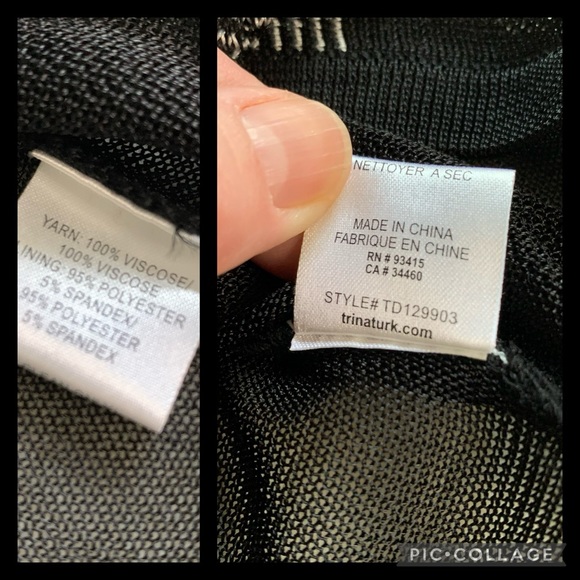 YARN: 100% VISCOSE/
100% VISCOSE
LINING: 95% POLYESTER
5% SPANDEX/
95% POLYESTER
5% SPANDEX
NETTOYER A SEC
MADE IN CHINA
FABRIQUE EN CHINE
RN # 93415
CA # 34460
STYLE# TD129903
trinaturk.com
PIC•COLLAGE